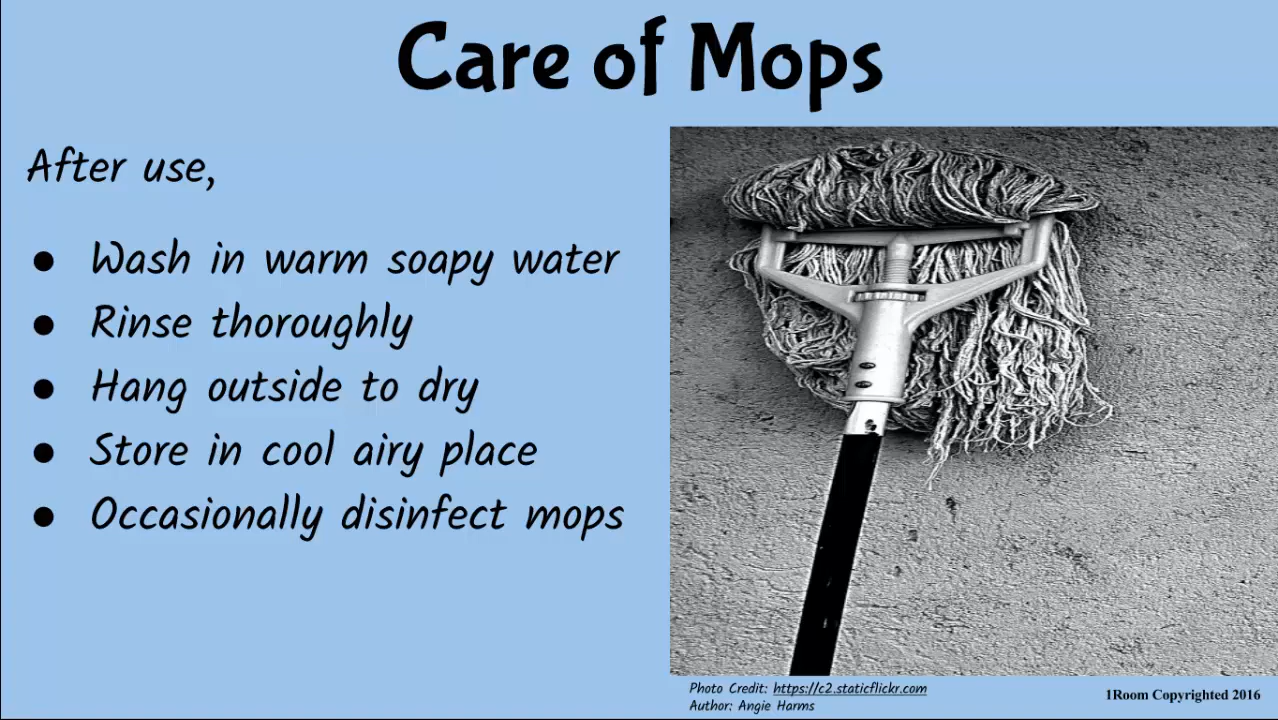 Care of Mops
After use,
● Wash in warm soapy water
● Rinse thoroughly
● Hang outside to dry
● Store in cool airy place
● Occasionally disinfect mops
Photo Credit: https://c2.staticflickr.com
Author: Angie Harms
1Room Copyrighted 2016